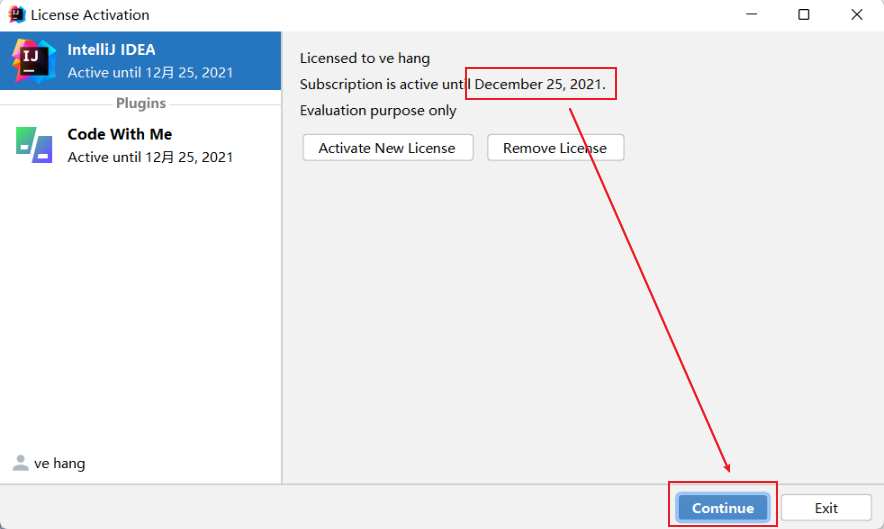 License Activation
IJ
IntelliJ IDEA
Active until 12月 25, 2021
Plugins
Code With Me
Active until 12月 25, 2021
ve hang
Licensed to ve hang
Subscription is active until December 25, 2021.
Evaluation purpose only
Activate New License
Remove License
Continue
Exit